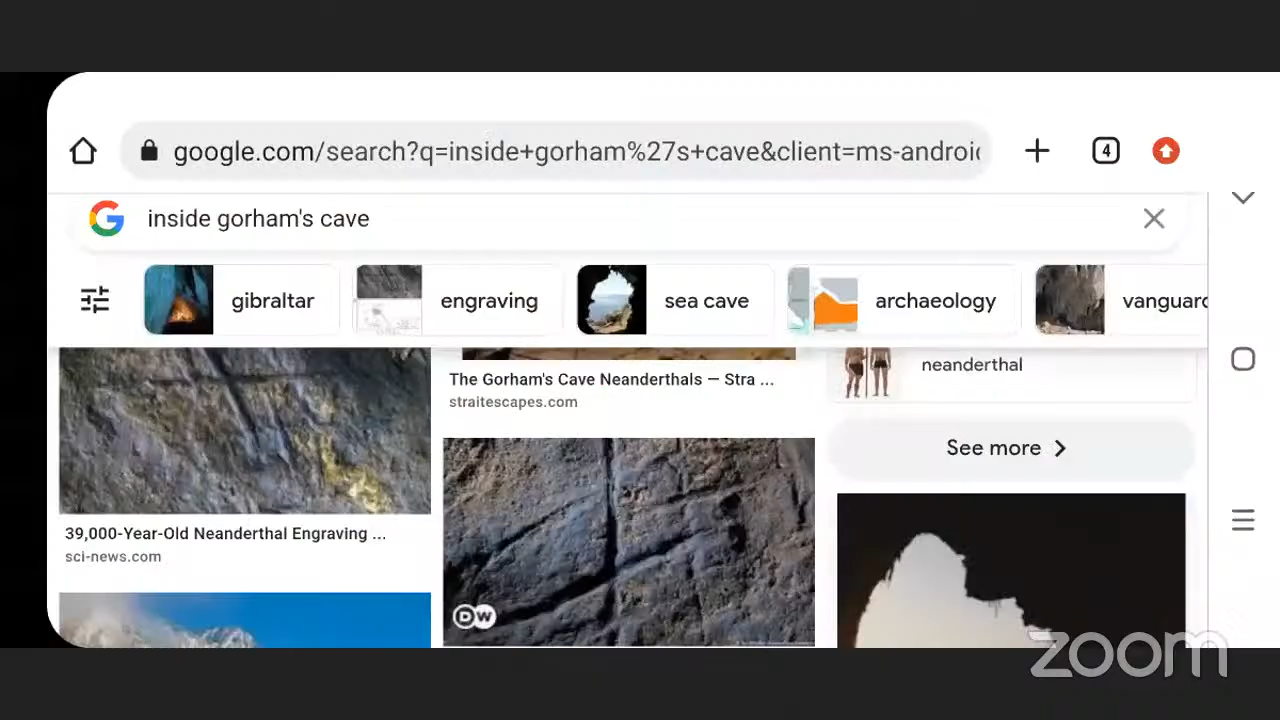 google.com/search?q=inside+gorham%27s+cave&client=ms-androic
4
inside gorham's cave
gibraltar
engraving
sea cave
archaeology
vanguard
The Gorham's Cave Neanderthals — Stra ...
straitescapes.com
neanderthal
See more
39,000-Year-Old Neanderthal Engraving ...
sci-news.com
DW
zoom